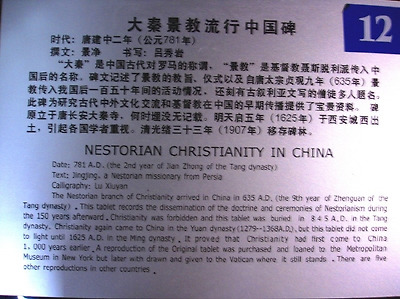 大秦景教流行中国碑
12
时代：唐建中二年（公元781年）
撰文：景净 书写：吕秀岩
“大秦”是中国古代对罗马的称谓，“景教”是基督教聂斯脱利派传入中
国后的名称。碑文记述了景教的教旨、仪式以及自唐太宗贞观九年（635年）景
教传入我国后一百五十年间的活动情况，还刻有古叙利亚文写的僧徒多人题名。
此碑为研究古代中外文化交流和基督教在中国的早期传播提供了宝贵资料。碑
原立于唐长安大秦寺，何时埋没无记载。明天启五年（1625年）于西安城西出
土，引起各国学者重视。清光绪三十三年（1907年）移存碑林。
NESTORIAN CHRISTIANITY IN CHINA
Date: 781 A.D. (the 2nd year of Jian Zhong of the Tang dynasty)
Text: Jingjing, a Nestorian missionary from Persia
Calligraphy: Lu Xiuyan
The Nestorian branch of Christianity arrived in China in 635 A.D. (the 9th year of Zhenguan of the
Tang dynasty) . This tablet records the dissemination of the doctrine and ceremonies of Nestorianism during
the 150 years afterward. Christianity was forbidden and this tablet was buried in 8 4 5 A.D. in the Tang
dynasty. Christianity again came to China in the Yuan dynasty (1279--1368A.D.), but this tablet did not come
to light until 1625 A.D. in the Ming dynasty. It proved that Christianity had first come to China
1, 000 years earlier. A reproduction of the Original tablet was purchased and loaned to the Metropolitan
Museum in New York but later with drawn and given to the Vatican where it still stands . There are five
other reproductions in other countries .